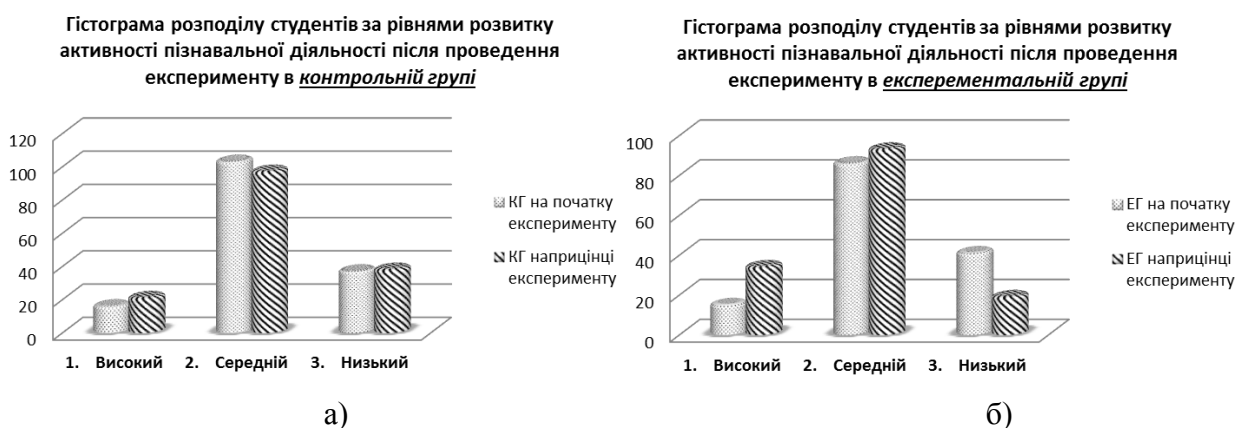 Гістограма розподілу студентів за рівнями розвитку
активності пізнавальної діяльності після проведення
експерименту в контрольній групі
120
100
80
60
40
20
0
1. Високий 2. Середній 3. Низький
КГ на початку
експерименту
КГ наприцінці
експерименту
а)
Гістограма розподілу студентів за рівнями розвитку
активності пізнавальної діяльності після проведення
експерименту в експерементальній групі
100
80
60
40
20
0
1. Високий 2. Середній 3. Низький
ЕГ на початку
експерименту
ЕГ наприцінці
експерименту
б)